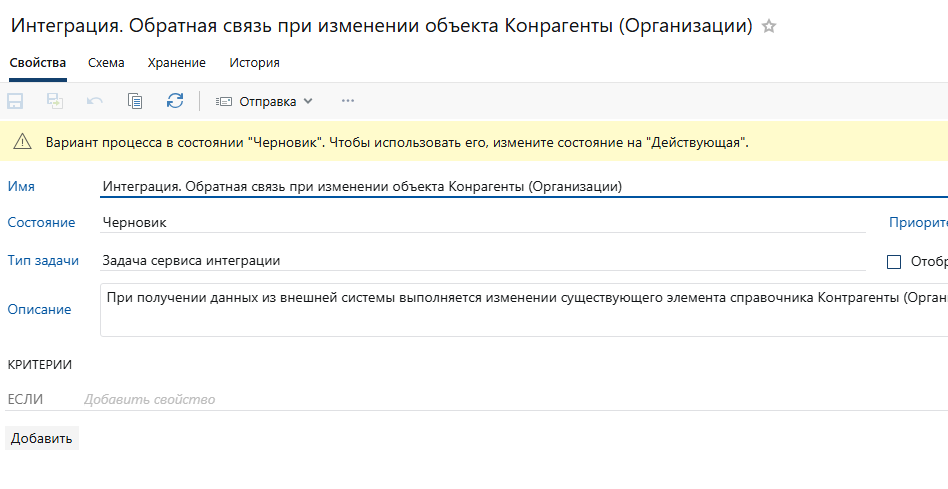 Интеграция. Обратная связь при изменении объекта Конрагенты (Организации)
Свойства Схема Хранение История
Отправка
Вариант процесса в состоянии "Черновик". Чтобы использовать его, измените состояние на "Действующая".
Имя Интеграция. Обратная связь при изменении объекта Конрагенты (Организации)
Состояние Черновик Приорите
Тип задачи Задача сервиса интеграции Отобр
Описание При получении данных из внешней системы выполняется изменении существующего элемента справочника Контрагенты (Органи
КРИТЕРИИ
ЕСЛИ Добавить свойство
Добавить